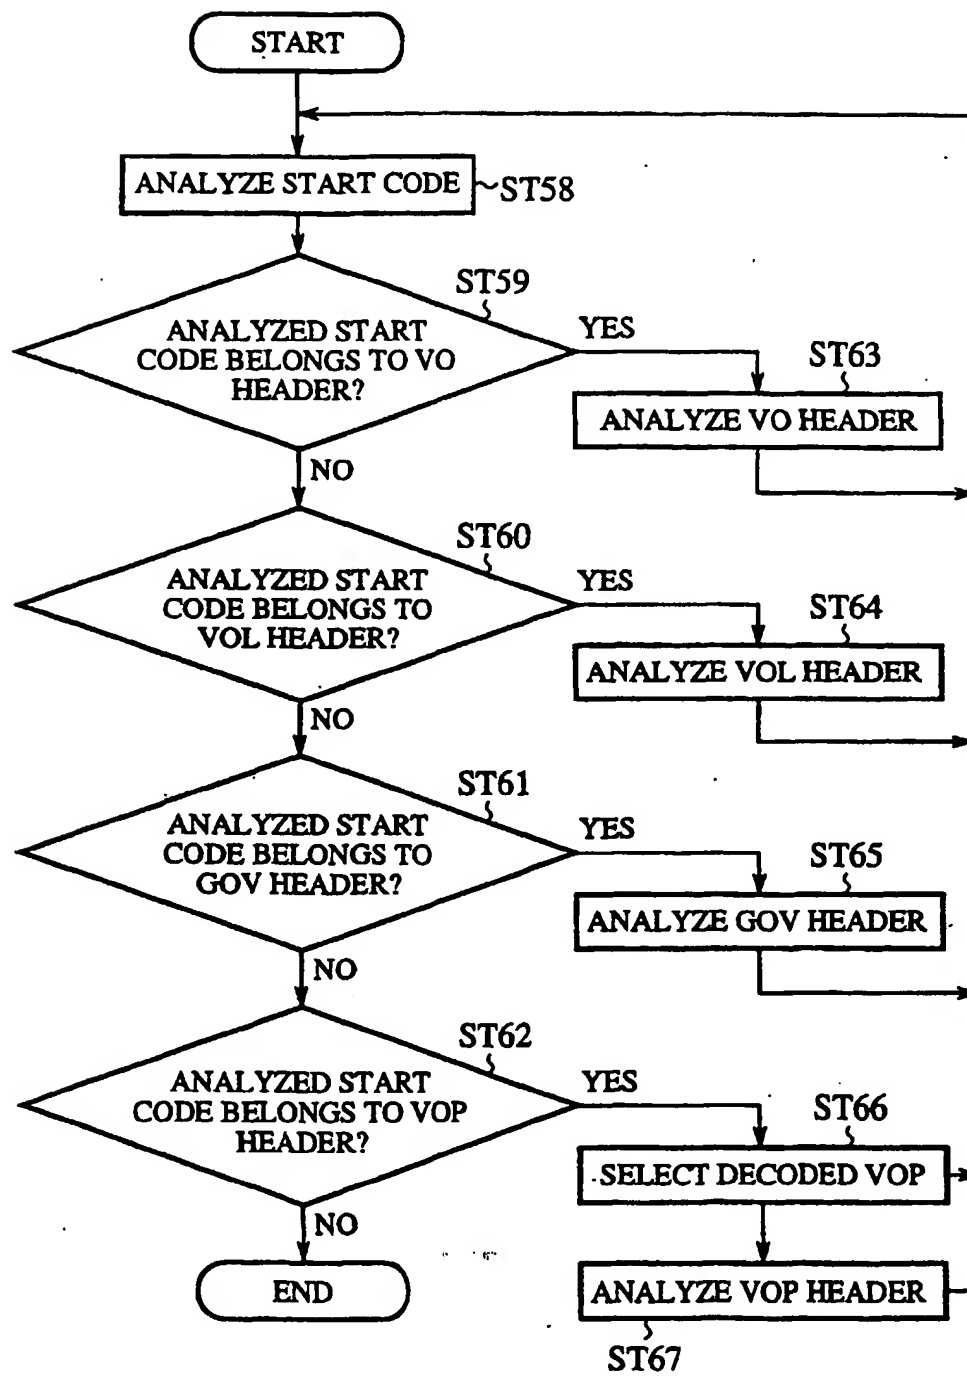 START
ANALYZE START CODE
ST58
ST59
ANALYZED START
CODE BELONGS TO VO
HEADER?
YES
ST63
ANALYZE VO HEADER
NO
ST60
ANALYZED START
CODE BELONGS TO
VOL HEADER?
YES
ST64
ANALYZE VOL HEADER
NO
ST61
ANALYZED START
CODE BELONGS TO
GOV HEADER?
YES
ST65
ANALYZE GOV HEADER
NO
ST62
ANALYZED START
CODE BELONGS TO VOP
HEADER?
YES
ST66
SELECT DECODED VOP
NO
END
ANALYZE VOP HEADER
ST67